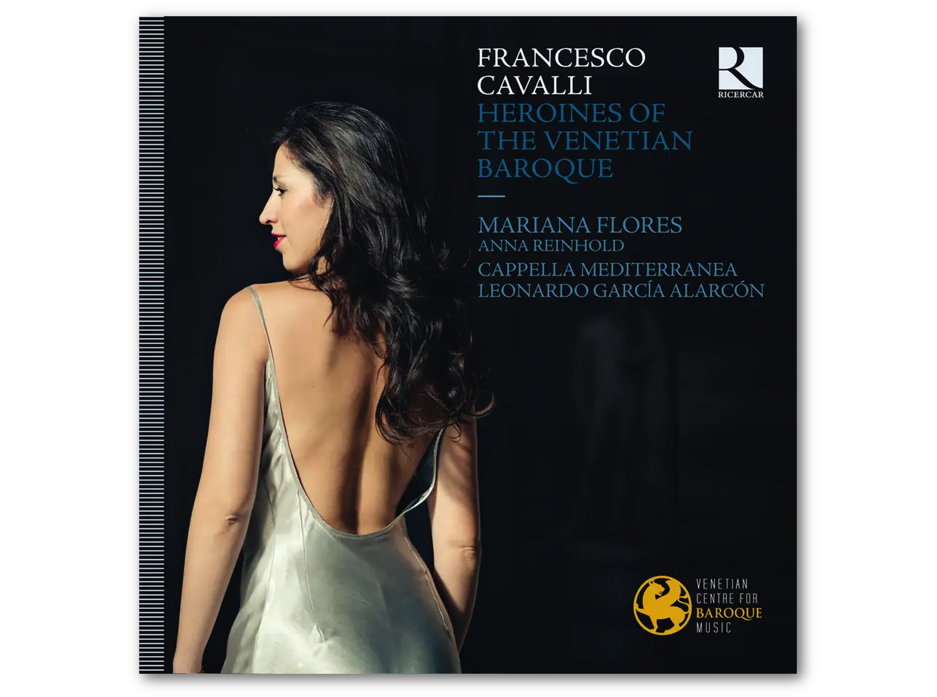 FRANCESCO
CAVALLI
HEROINES OF
THE VENETIAN
BAROQUE
MARIANA FLORES
ANNA REINHOLD
CAPPELLA MEDITERRANEA
LEONARDO GARCÍA ALARCÓN
R
RICERCAR
VENETIAN
CENTRE FOR
BAROQUE
MUSIC